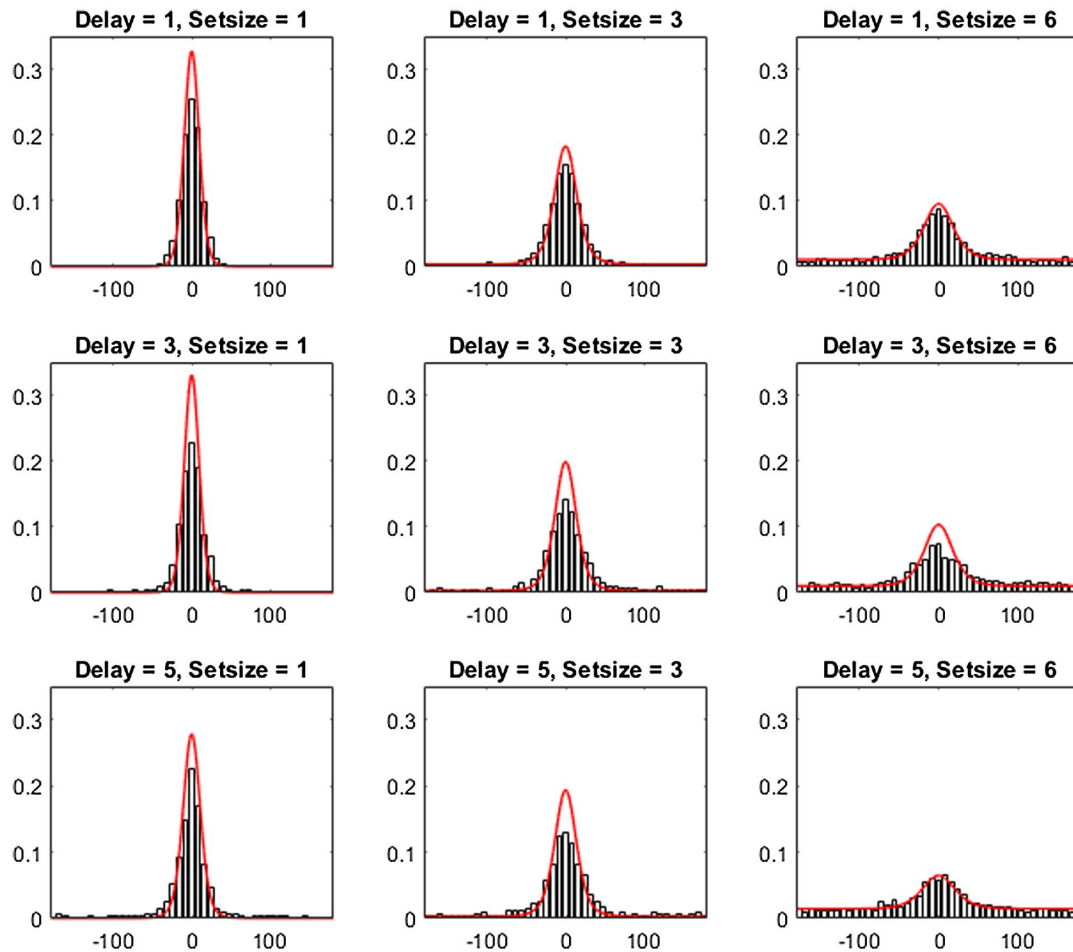 Delay = 1, Setsize = 1
0.3
0.2
0.1
0
-100 0 100
Delay = 1, Setsize = 3
0.3
0.2
0.1
0
-100 0 100
Delay = 1, Setsize = 6
0.3
0.2
0.1
0
-100 0 100
Delay = 3, Setsize = 1
0.3
0.2
0.1
0
-100 0 100
Delay = 3, Setsize = 3
0.3
0.2
0.1
0
-100 0 100
Delay = 3, Setsize = 6
0.3
0.2
0.1
0
-100 0 100
Delay = 5, Setsize = 1
0.3
0.2
0.1
0
-100 0 100
Delay = 5, Setsize = 3
0.3
0.2
0.1
0
-100 0 100
Delay = 5, Setsize = 6
0.3
0.2
0.1
0
-100 0 100